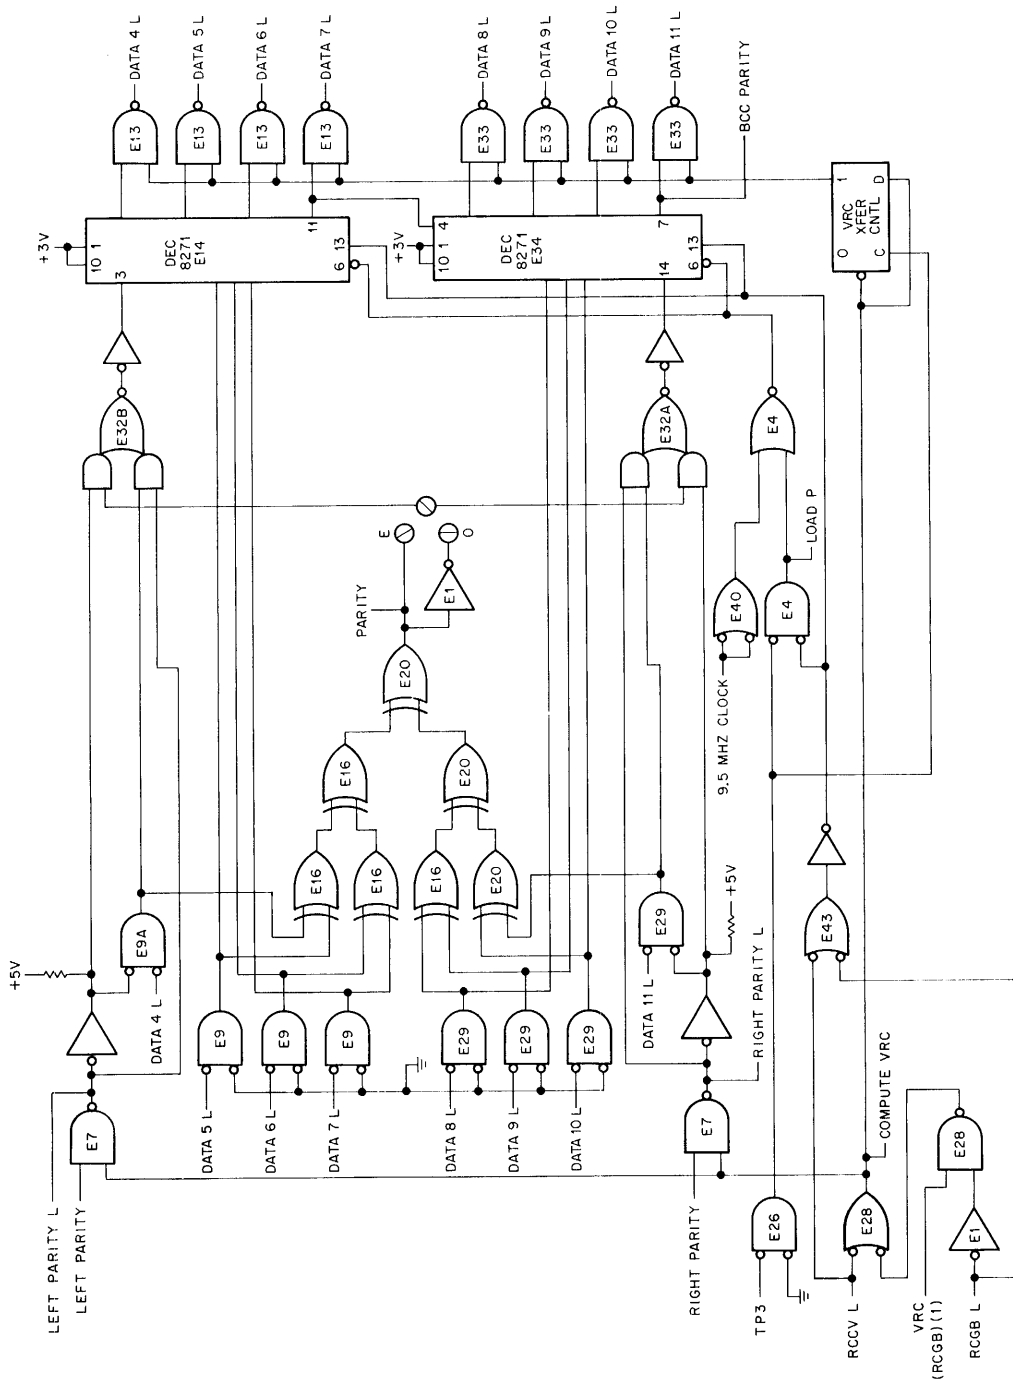 DATA 4 L
DATA 5 L
DATA 6 L
DATA 7 L
DATA 8 L
DATA 9 L
DATA 10 L
DATA 11 L
BCC PARITY
E13
E13
E13
E13
E33
E33
E33
E33
+3V
10 1
DEC
8271
E14
3
11
6 13
+3V
4
10 1
DEC
8271
E34
7
14
6 13
0 1
VRC
XFER
CNTL
C D
E32B
E32A
E4
E
O
PARITY
E1
E20
E16
E20
E16
E16
E16
E20
E40
E4
LOAD P
9.5 MHZ CLOCK
+5V
E9A
DATA 4 L
E29
DATA 11 L
+5V
RIGHT PARITY L
E43
E9
E9
E9
E29
E29
E29
DATA 5 L
DATA 6 L
DATA 7 L
DATA 8 L
DATA 9 L
DATA 10 L
E7
E7
LEFT PARITY L
LEFT PARITY
RIGHT PARITY
E26
TP3
E28
COMPUTE VRC
E28
E1
RCCV L
VRC
(RCGB)(1)
RCGB L